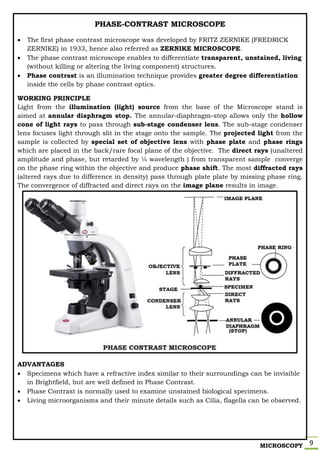 PHASE-CONTRAST MICROSCOPE
• The first phase contrast microscope was developed by FRITZ ZERNIKE (FREDRICK
ZERNIKE) in 1933, hence also referred as ZERNIKE MICROSCOPE.
• The phase contrast microscope enables to differentiate transparent, unstained, living
(without killing or altering the living component) structures.
• Phase contrast is an illumination technique provides greater degree differentiation
inside the cells by phase contrast optics.
WORKING PRINCIPLE
Light from the illumination (light) source from the base of the Microscope stand is
aimed at annular diaphragm stop. The annular-diaphragm-stop allows only the hollow
cone of light rays to pass through sub-stage condenser lens. The sub-stage condenser
lens focuses light through slit in the stage onto the sample. The projected light from the
sample is collected by special set of objective lens with phase plate and phase rings
which are placed in the back/rare focal plane of the objective. The direct rays (unaltered
amplitude and phase, but retarded by ¼ wavelength ) from transparent sample converge
on the phase ring within the objective and produce phase shift. The most diffracted rays
(altered rays due to difference in density) pass through plate plate by missing phase ring.
The convergence of diffracted and direct rays on the image plane results in image.
IMAGE PLANE
PHASE RING
PHASE
PLATE
OBJECTIVE
LENS
DIFFRACTED
RAYS
STAGE
SPECIMEN
DIRECT
RAYS
CONDENSER
LENS
ANNULAR
DIAPHRAGM
(STOP)
PHASE CONTRAST MICROSCOPE
ADVANTAGES
• Specimens which have a refractive index similar to their surroundings can be invisible
in Brightfield, but are well defined in Phase Contrast.
• Phase Contrast is normally used to examine unstained biological specimens.
• Living microorganisms and their minute details such as Cilia, flagella can be observed.
MICROSCOPY 9